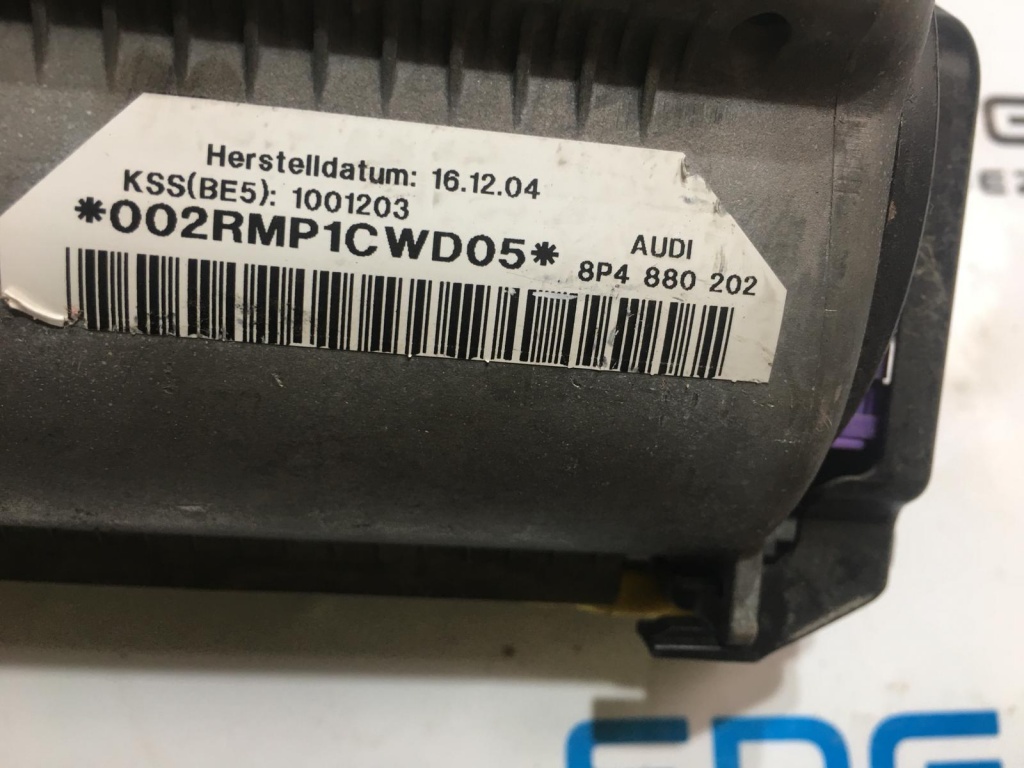 Herstelldatum: 16.12.04
KSS(BE5): 1001203
*002RMP1CWD05*
AUDI
8P4 880 202